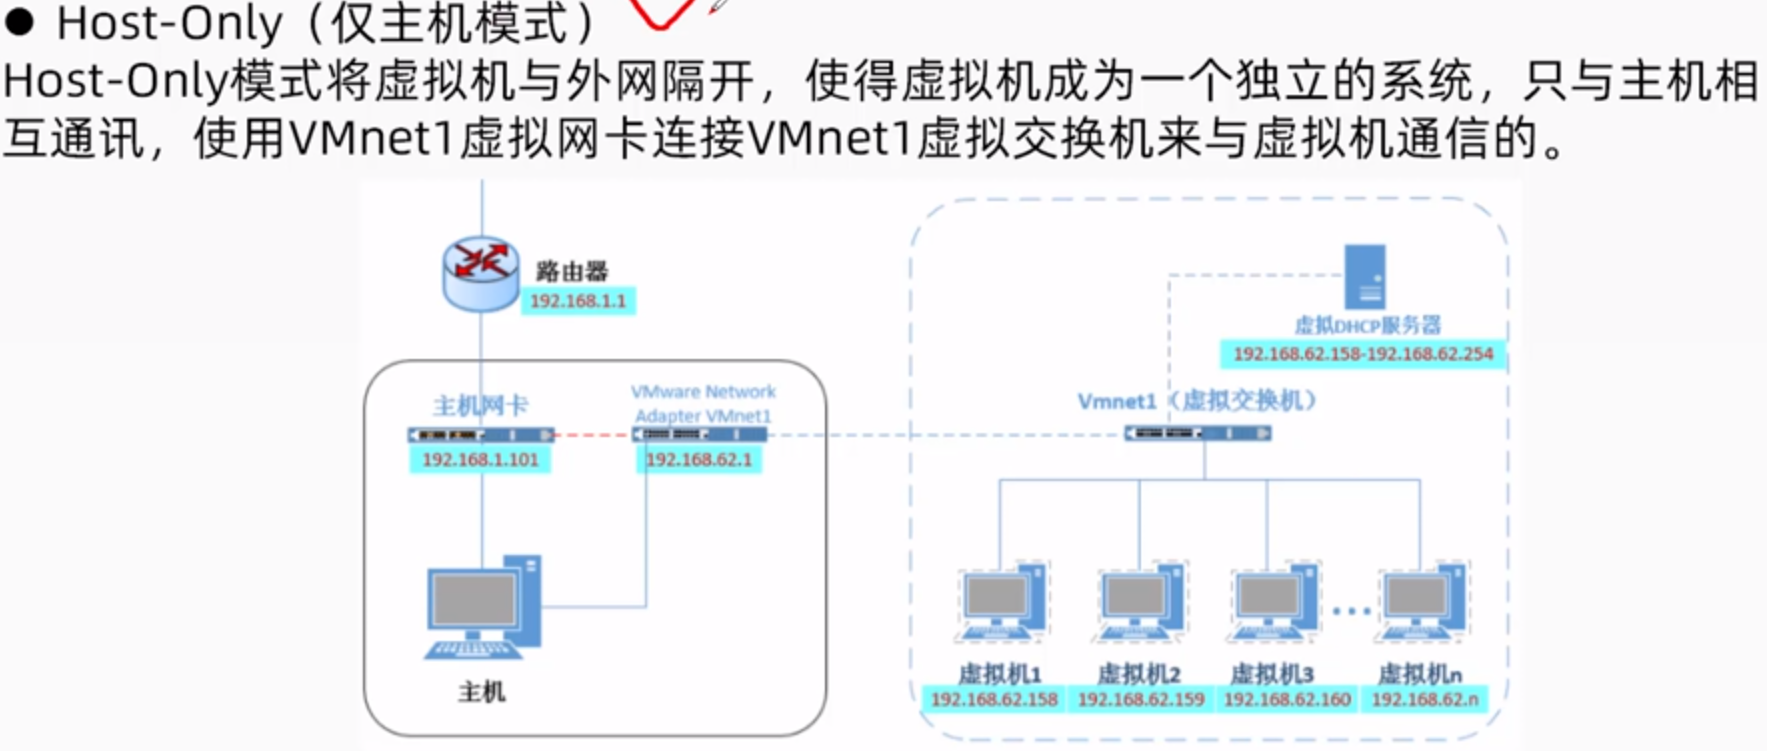 ● Host-Only（仅主机模式）
Host-Only模式将虚拟机与外网隔开，使得虚拟机成为一个独立的系统，只与主机相
互通讯，使用VMnet1虚拟网卡连接VMnet1虚拟交换机来与虚拟机通信的。
路由器
192.168.1.1
虚拟DHCP服务器
192.168.62.158-192.168.62.254
主机网卡
192.168.1.101
VMware Network
Adapter VMnet1
192.168.62.1
Vmnet1（虚拟交换机）
主机
虚拟机1
192.168.62.158
虚拟机2
192.168.62.159
虚拟机3
192.168.62.160
虚拟机n
192.168.62.n